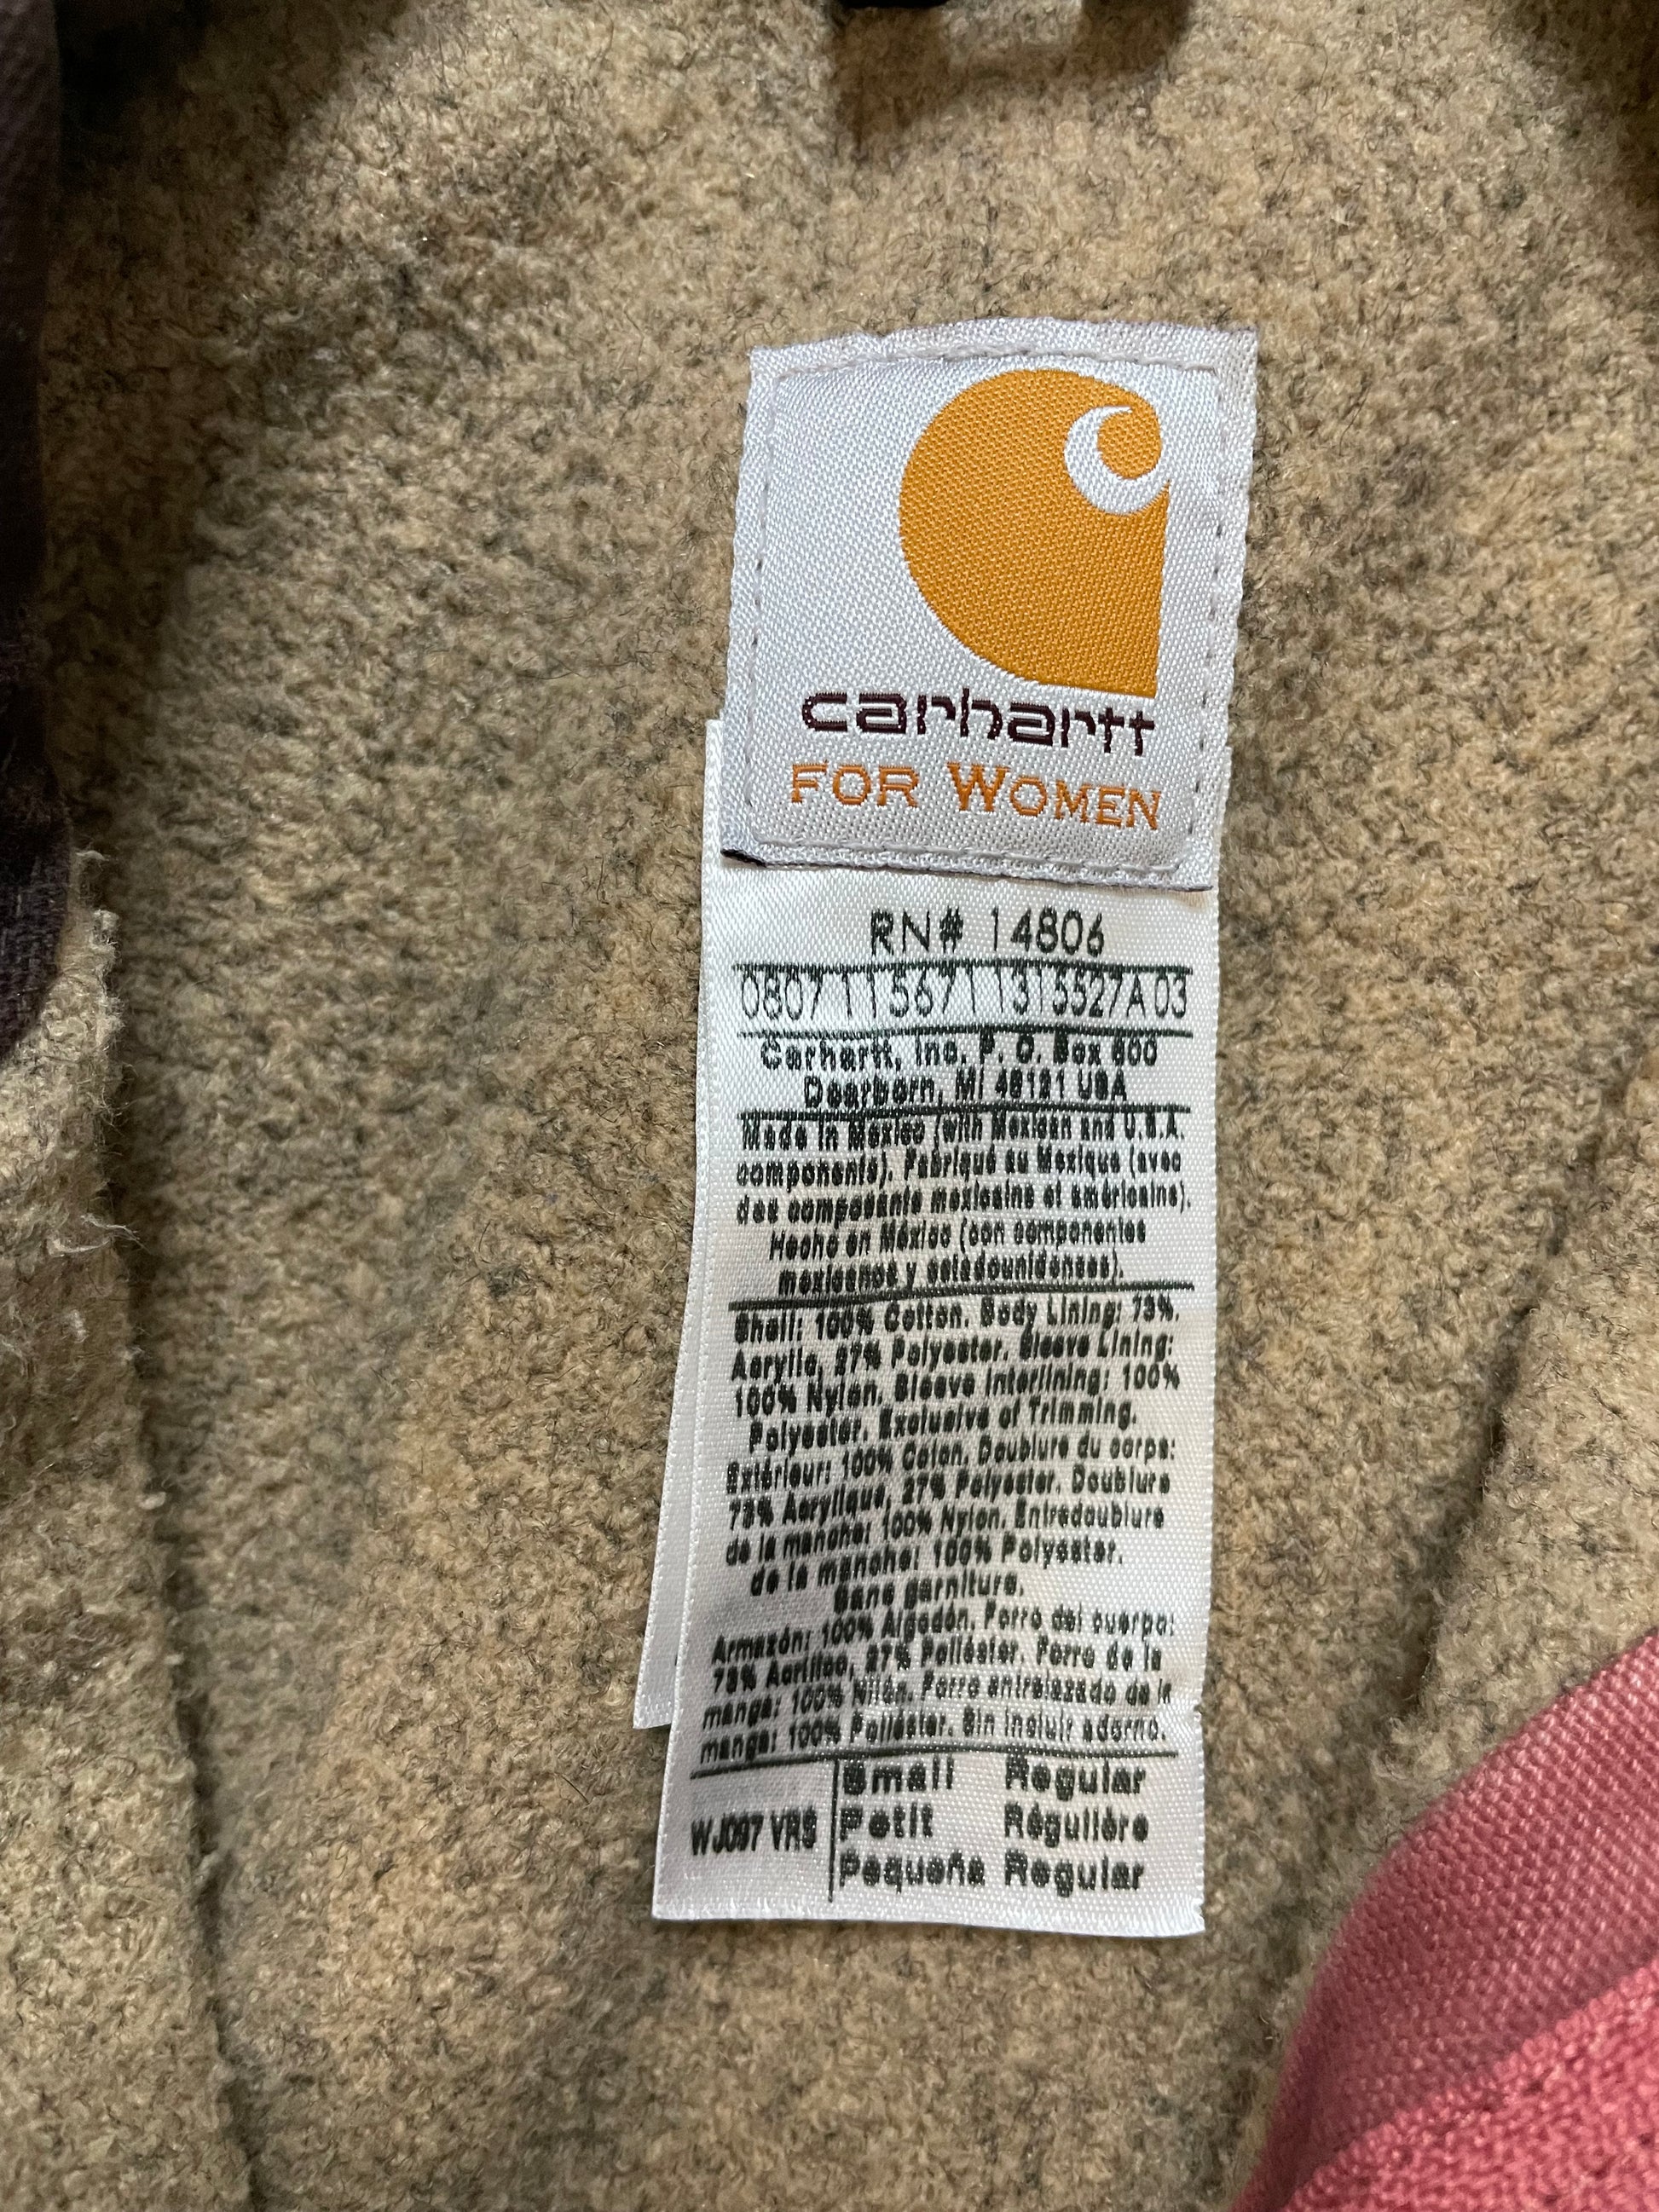 carhartt
FOR WOMEN
RN# 14806
08071156711315527A03
Carhartt, Inc. P. O. Box 600
Dearborn, MI 48121 USA
Made in Mexico (with Mexican and U.S.A.
components). Fabriqué au Mexique (avec
des composants mexicains et américains).
Hecho en México (con componentes
mexicanos y estadounidenses).
Shell: 100% Cotton. Body Lining: 73%.
Acrylic, 27% Polyester. Sleeve Lining:
100% Nylon. Sleeve Interlining: 100%
Polyester. Exclusive of Trimming.
Extérieur: 100% Coton. Doublure du corps:
73% Acrylique, 27% Polyester. Doublure
de la manche: 100% Nylon. Entredoublure
de la manche: 100% Polyester.
Sans garniture.
Armazón: 100% Algodón. Forro del cuerpo:
73% Acrílico, 27% Poliéster. Forro de la
manga: 100% Nilón. Forro entrelazado de la
manga: 100% Poliéster. Sin incluir adorno.
WJ097 VRS
Small Regular
Petit Régulière
Pequeña Regular